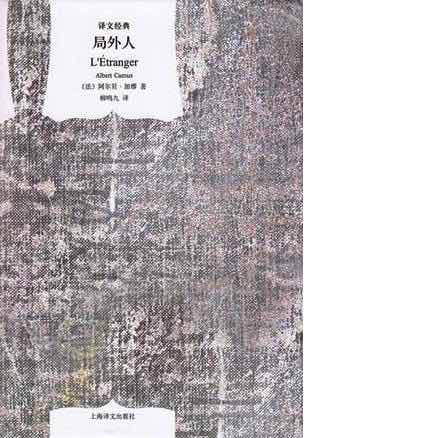 译文经典
局外人
L'Étranger
Albert Camus
〔法〕阿尔贝·加缪 著
柳鸣九 译
上海译文出版社